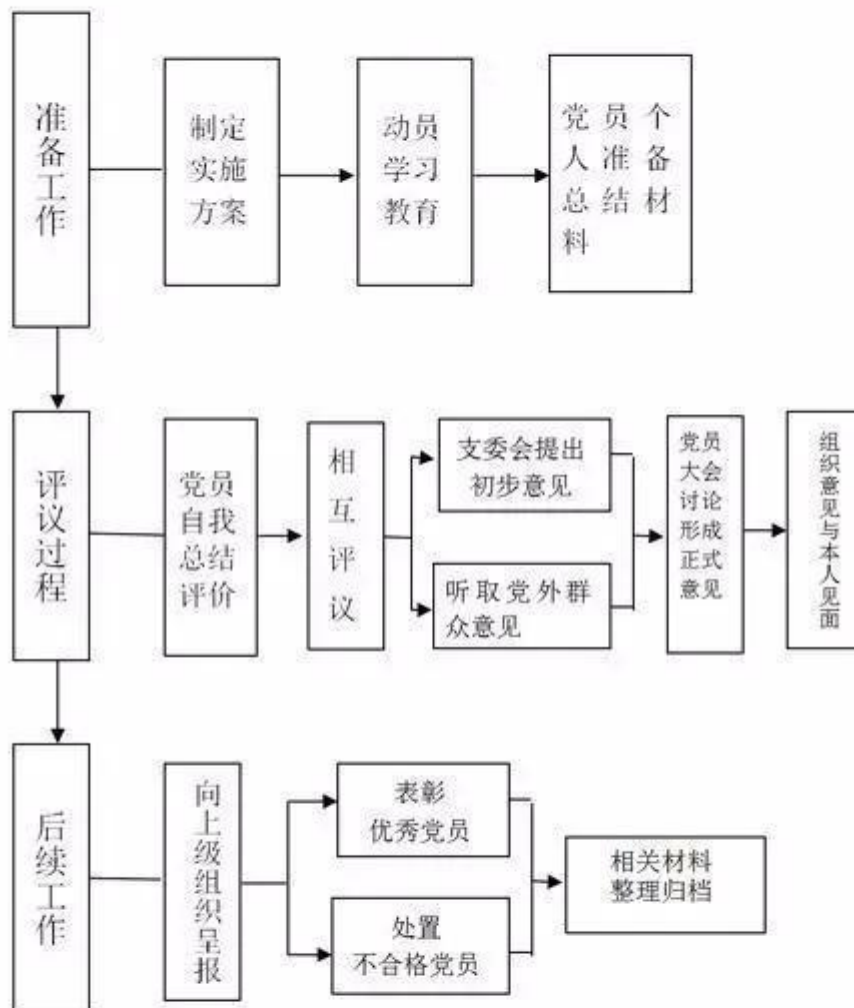 准备工作
制定
实施
方案
动员
学习
教育
党员个
人准备
总结材
料
评议过程
党员
自我
总结
评价
相互评议
支委会提出
初步意见
听取党外群
众意见
党员
大会
讨论
形成
正式
意见
组织意见与本人见面
后续工作
向上级组织呈报
表彰
优秀党员
处置
不合格党员
相关材料
整理归档